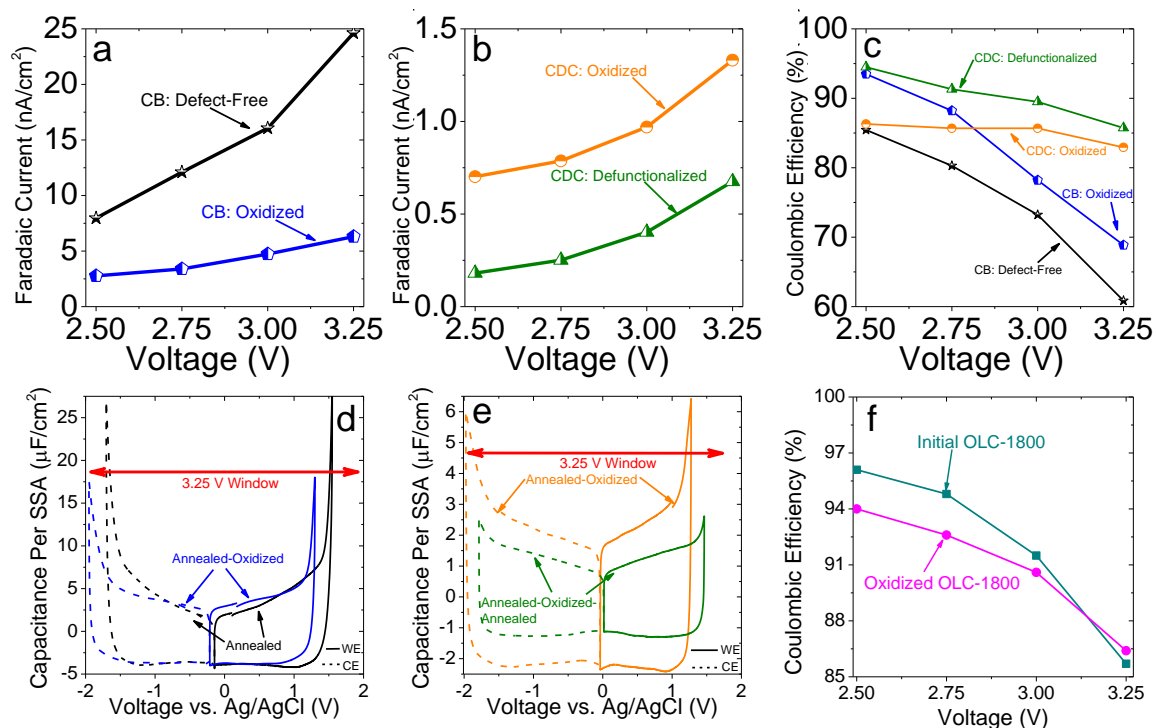 a
Faradaic Current (nA/cm²)
25
20
15
10
5
0
CB: Defect-Free
CB: Oxidized
2.50 2.75 3.00 3.25
Voltage (V)
b
Faradaic Current (nA/cm²)
1.5
1.0
0.5
0.0
CDC: Oxidized
CDC: Defunctionalized
2.50 2.75 3.00 3.25
Voltage (V)
c
Coulombic Efficiency (%)
100
90
80
70
60
CDC: Defunctionalized
CDC: Oxidized
CB: Oxidized
CB: Defect-Free
2.50 2.75 3.00 3.25
Voltage (V)
d
Capacitance Per SSA (µF/cm²)
25
20
15
10
5
0
-5
3.25 V Window
Annealed-Oxidized
Annealed
WE
CE
-2 -1 0 1 2
Voltage vs. Ag/AgCl (V)
e
Capacitance Per SSA (µF/cm²)
6
5
4
3
2
1
0
-1
-2
3.25 V Window
Annealed-Oxidized
Annealed-Oxidized-
Annealed
WE
CE
-2 -1 0 1 2
Voltage vs. Ag/AgCl (V)
f
Coulombic Efficiency (%)
100
97
94
91
88
85
Initial OLC-1800
Oxidized OLC-1800
2.50 2.75 3.00 3.25
Voltage (V)